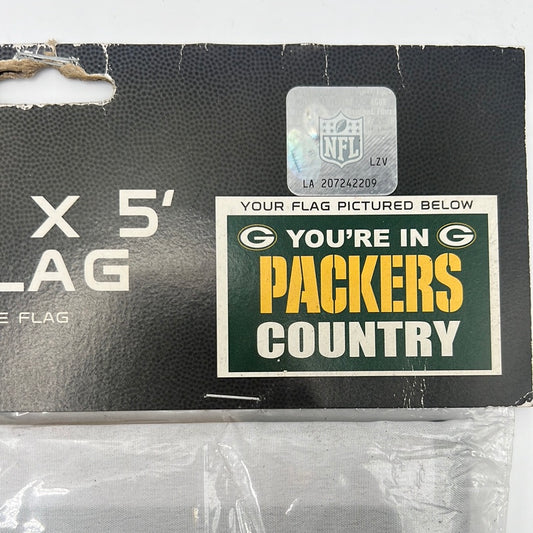 NFL
LZV
LA 207242209
X 5'
LAG
E FLAG
YOUR FLAG PICTURED BELOW
G YOU'RE IN G
PACKERS
COUNTRY